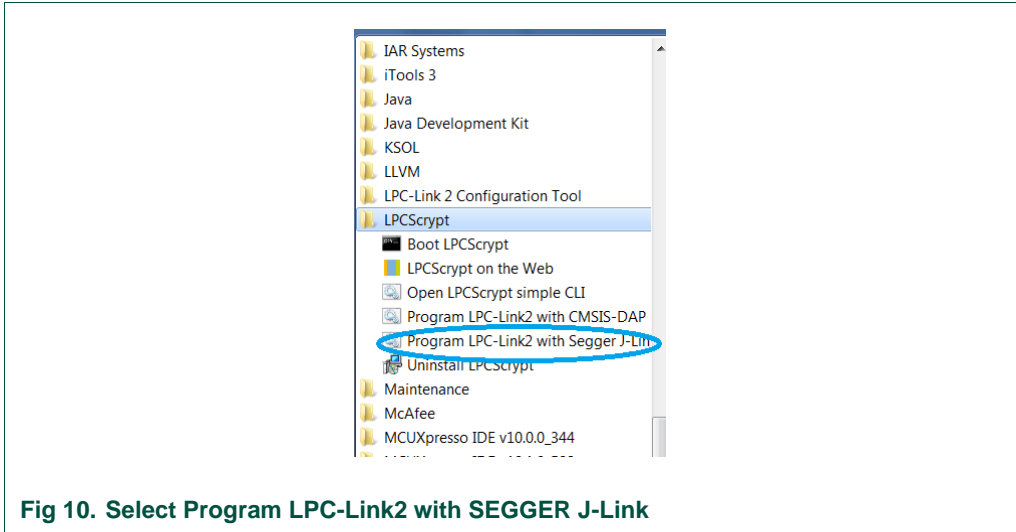 IAR Systems
iTools 3
Java
Java Development Kit
KSOL
LLVM
LPC-Link 2 Configuration Tool
LPCScrypt
Boot LPCScrypt
LPCScrypt on the Web
Open LPCScrypt simple CLI
Program LPC-Link2 with CMSIS-DAP
Program LPC-Link2 with Segger J-Lin
Uninstall LPCScrypt
Maintenance
McAfee
MCUXpresso IDE v10.0.0_344
Fig 10. Select Program LPC-Link2 with SEGGER J-Link